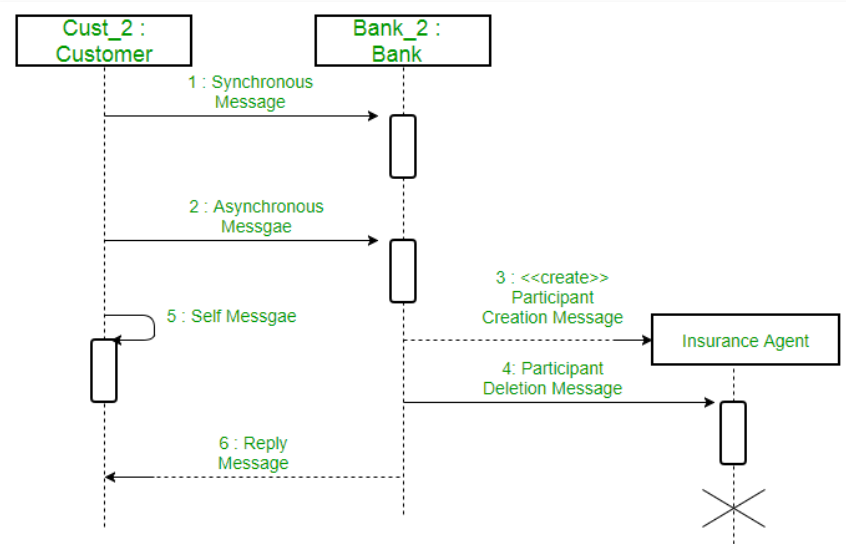 Cust_2 :
Customer
Bank_2 :
Bank
1 : Synchronous
Message
2 : Asynchronous
Messgae
3 : <<create>>
Participant
Creation Message
5 : Self Messgae
Insurance Agent
4: Participant
Deletion Message
6 : Reply
Message